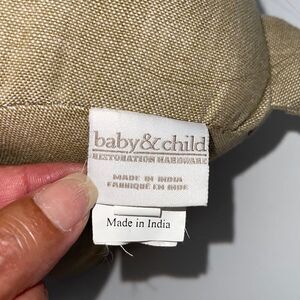 baby&child
RESTORATION HARDWARE
MADE IN INDIA
FABRIQUÉ EN INDE
Made in India